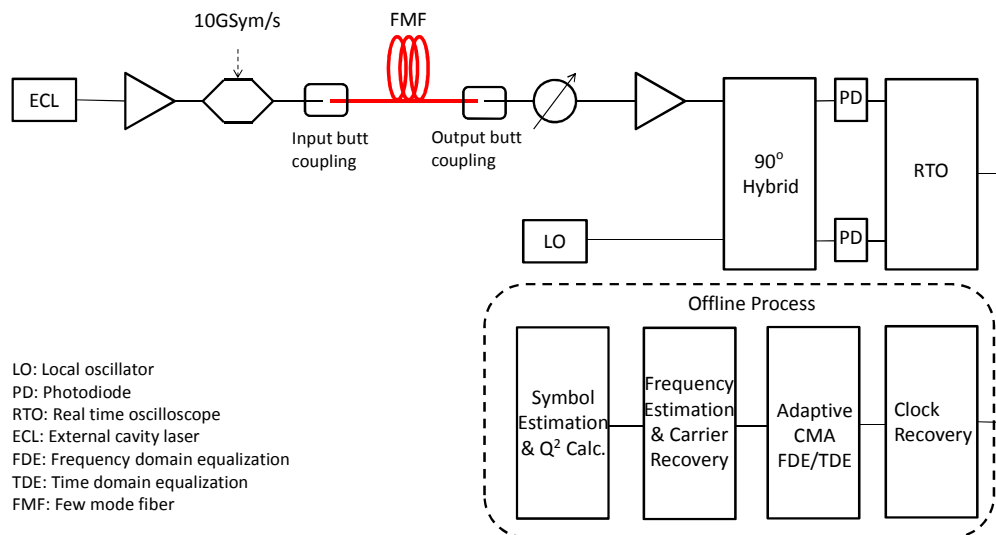 10GSym/s
FMF
ECL
Input butt
coupling
Output butt
coupling
90° 
Hybrid
PD
RTO
LO
PD
Offline Process
Symbol
Estimation
& Q² Calc.
Frequency
Estimation
& Carrier
Recovery
Adaptive
CMA
FDE/TDE
Clock
Recovery
LO: Local oscillator
PD: Photodiode
RTO: Real time oscilloscope
ECL: External cavity laser
FDE: Frequency domain equalization
TDE: Time domain equalization
FMF: Few mode fiber